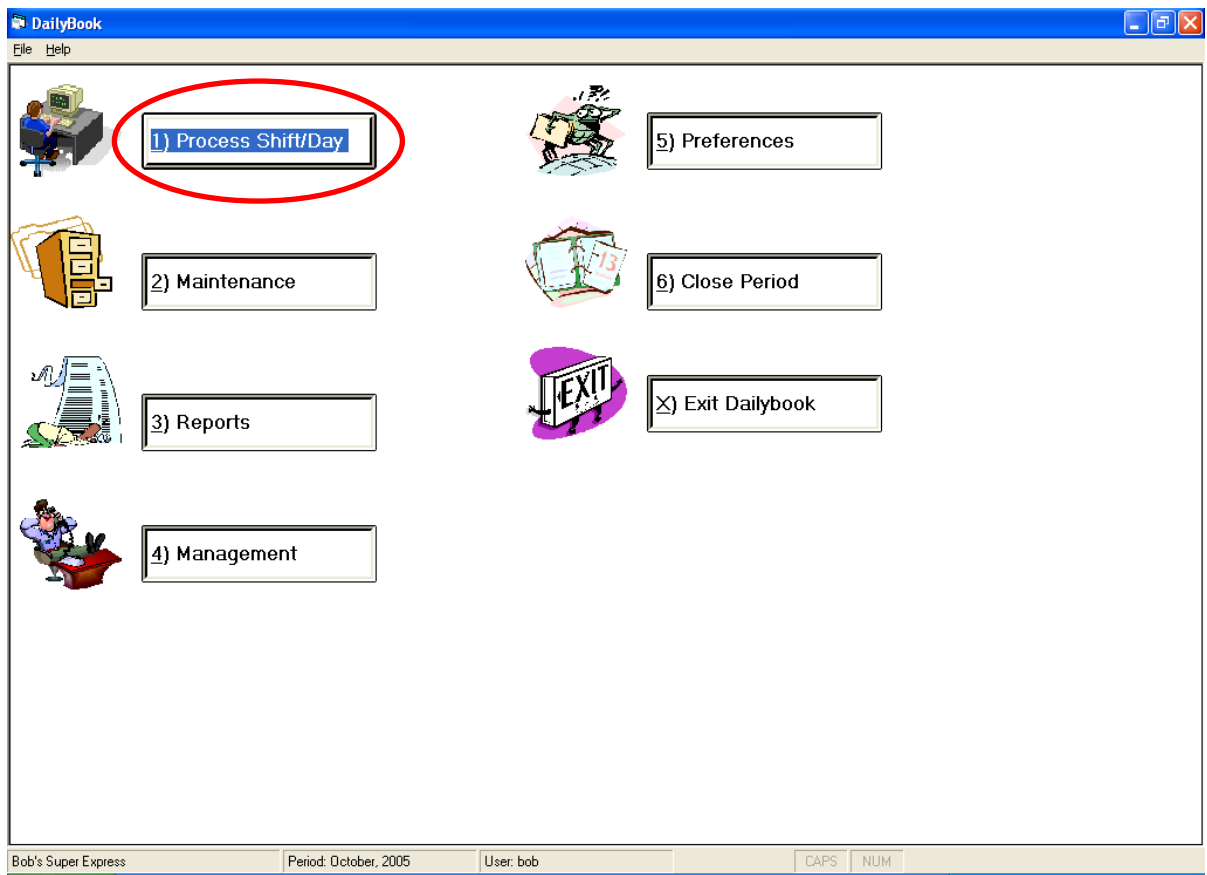 DailyBook
File Help
1) Process Shift/Day
5) Preferences
2) Maintenance
13
6) Close Period
EXIT
3) Reports
X) Exit Dailybook
4) Management
Bob's Super Express Period: October, 2005 User: bob CAPS NUM